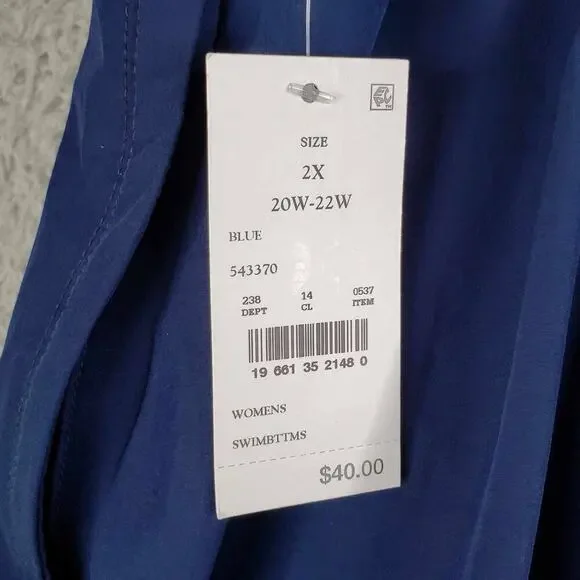 SIZE
2X
20W-22W
BLUE
543370
238 14 0537
DEPT CL ITEM
19 661 35 2148 0
WOMENS
SWIMBTTMS
$40.00